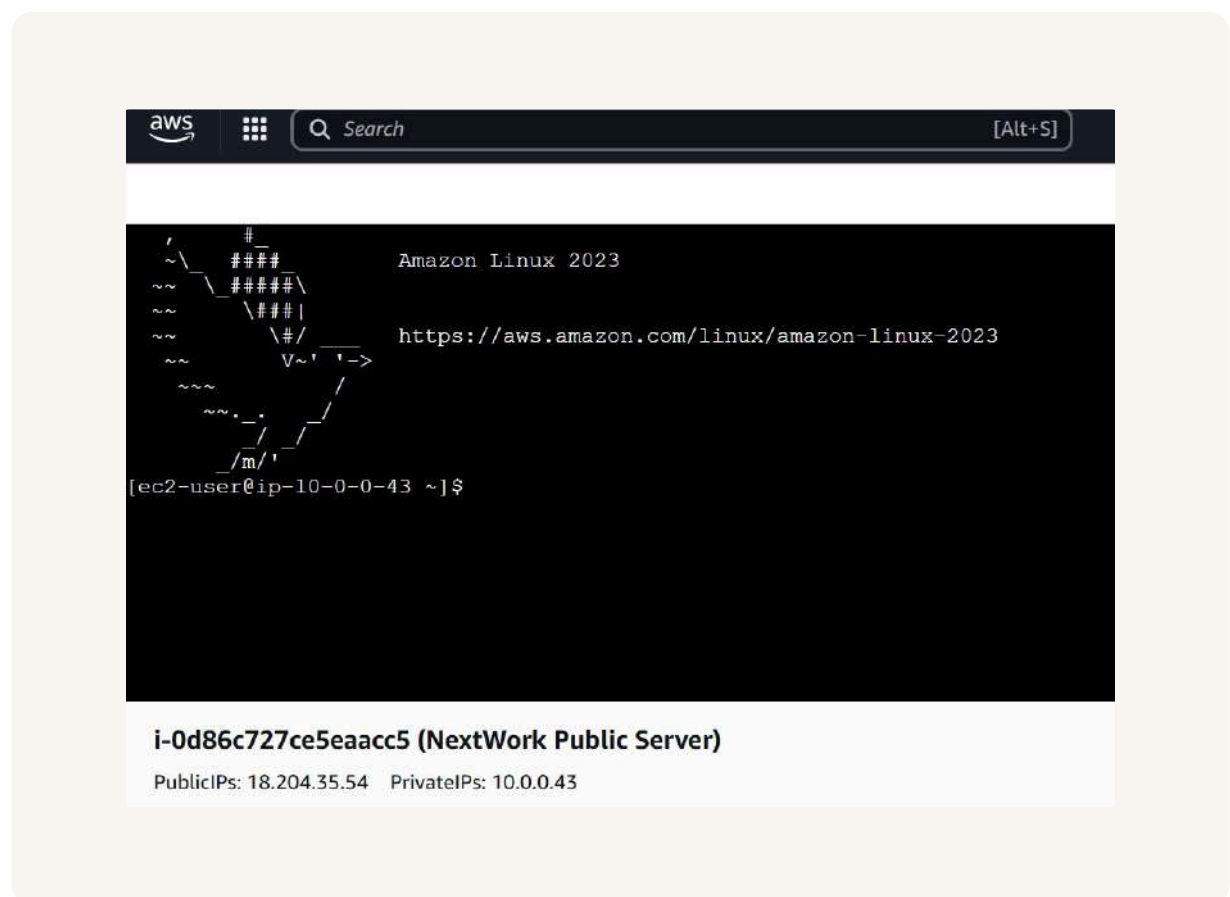 aws Search [Alt+S]
      ,     #_
     ~\_  ####_        Amazon Linux 2023
    ~~  \_#####\
    ~~     \###|
    ~~       \#/ ___   https://aws.amazon.com/linux/amazon-linux-2023
     ~~       V~' '->
      ~~~         /
        ~~._.   _/
           _/ _/
         _/m/'
[ec2-user@ip-10-0-0-43 ~]$
i-0d86c727ce5eaacc5 (NextWork Public Server)
PublicIPs: 18.204.35.54 PrivateIPs: 10.0.0.43